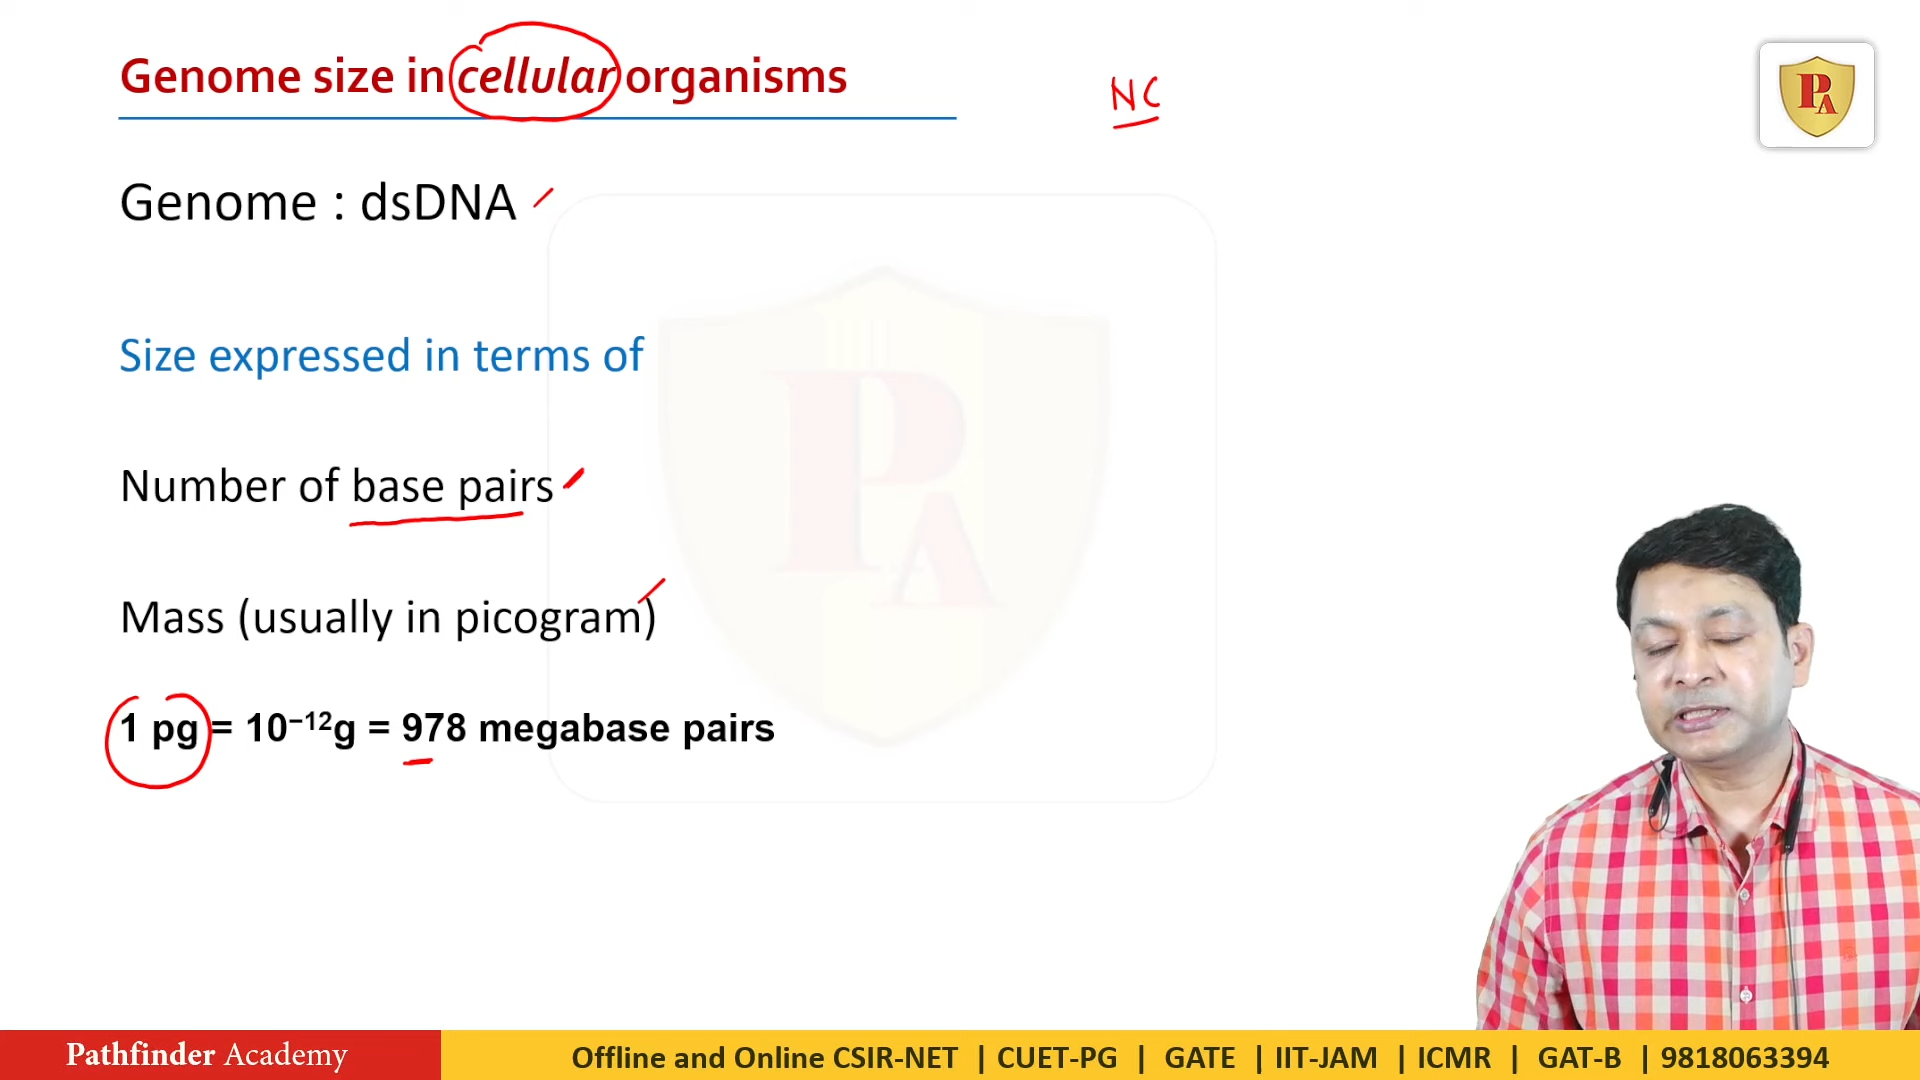 Genome size in cellular organisms
NC
PA
Genome : dsDNA
Size expressed in terms of
Number of base pairs
Mass (usually in picogram)
1 pg = 10⁻¹²g = 978 megabase pairs
PA
Pathfinder Academy
Offline and Online CSIR-NET | CUET-PG | GATE | IIT-JAM | ICMR | GAT-B | 9818063394